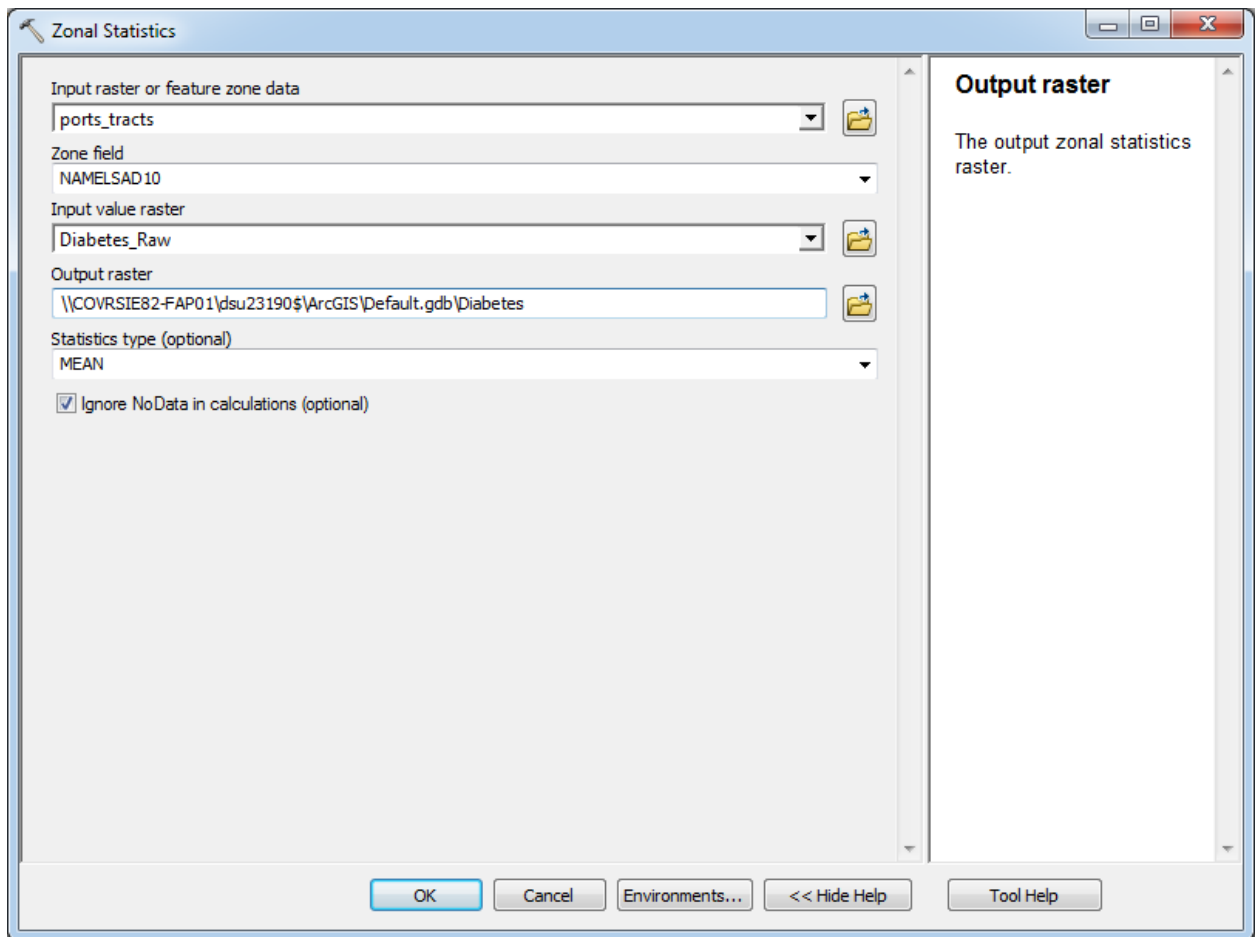 Zonal Statistics
Input raster or feature zone data
ports_tracts
Zone field
NAMELSAD10
Input value raster
Diabetes_Raw
Output raster
\\COVRSIE82-FAP01\dsu23190$\ArcGIS\Default.gdb\Diabetes
Statistics type (optional)
MEAN
Ignore NoData in calculations (optional)
Output raster
The output zonal statistics
raster.
OK
Cancel
Environments...
<< Hide Help
Tool Help